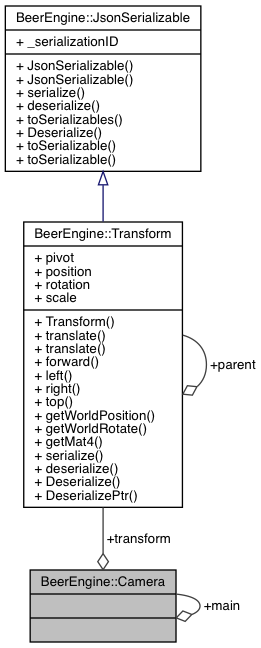 BeerEngine::JsonSerializable
+ _serializationID
+ JsonSerializable()
+ JsonSerializable()
+ serialize()
+ deserialize()
+ toSerializables()
+ Deserialize()
+ toSerializable()
+ toSerializable()
BeerEngine::Transform
+ pivot
+ position
+ rotation
+ scale
+ Transform()
+ translate()
+ translate()
+ forward()
+ left()
+ right()
+ top()
+ getWorldPosition()
+ getWorldRotate()
+ getMat4()
+ serialize()
+ deserialize()
+ Deserialize()
+ DeserializePtr()
+parent
+transform
BeerEngine::Camera
+main